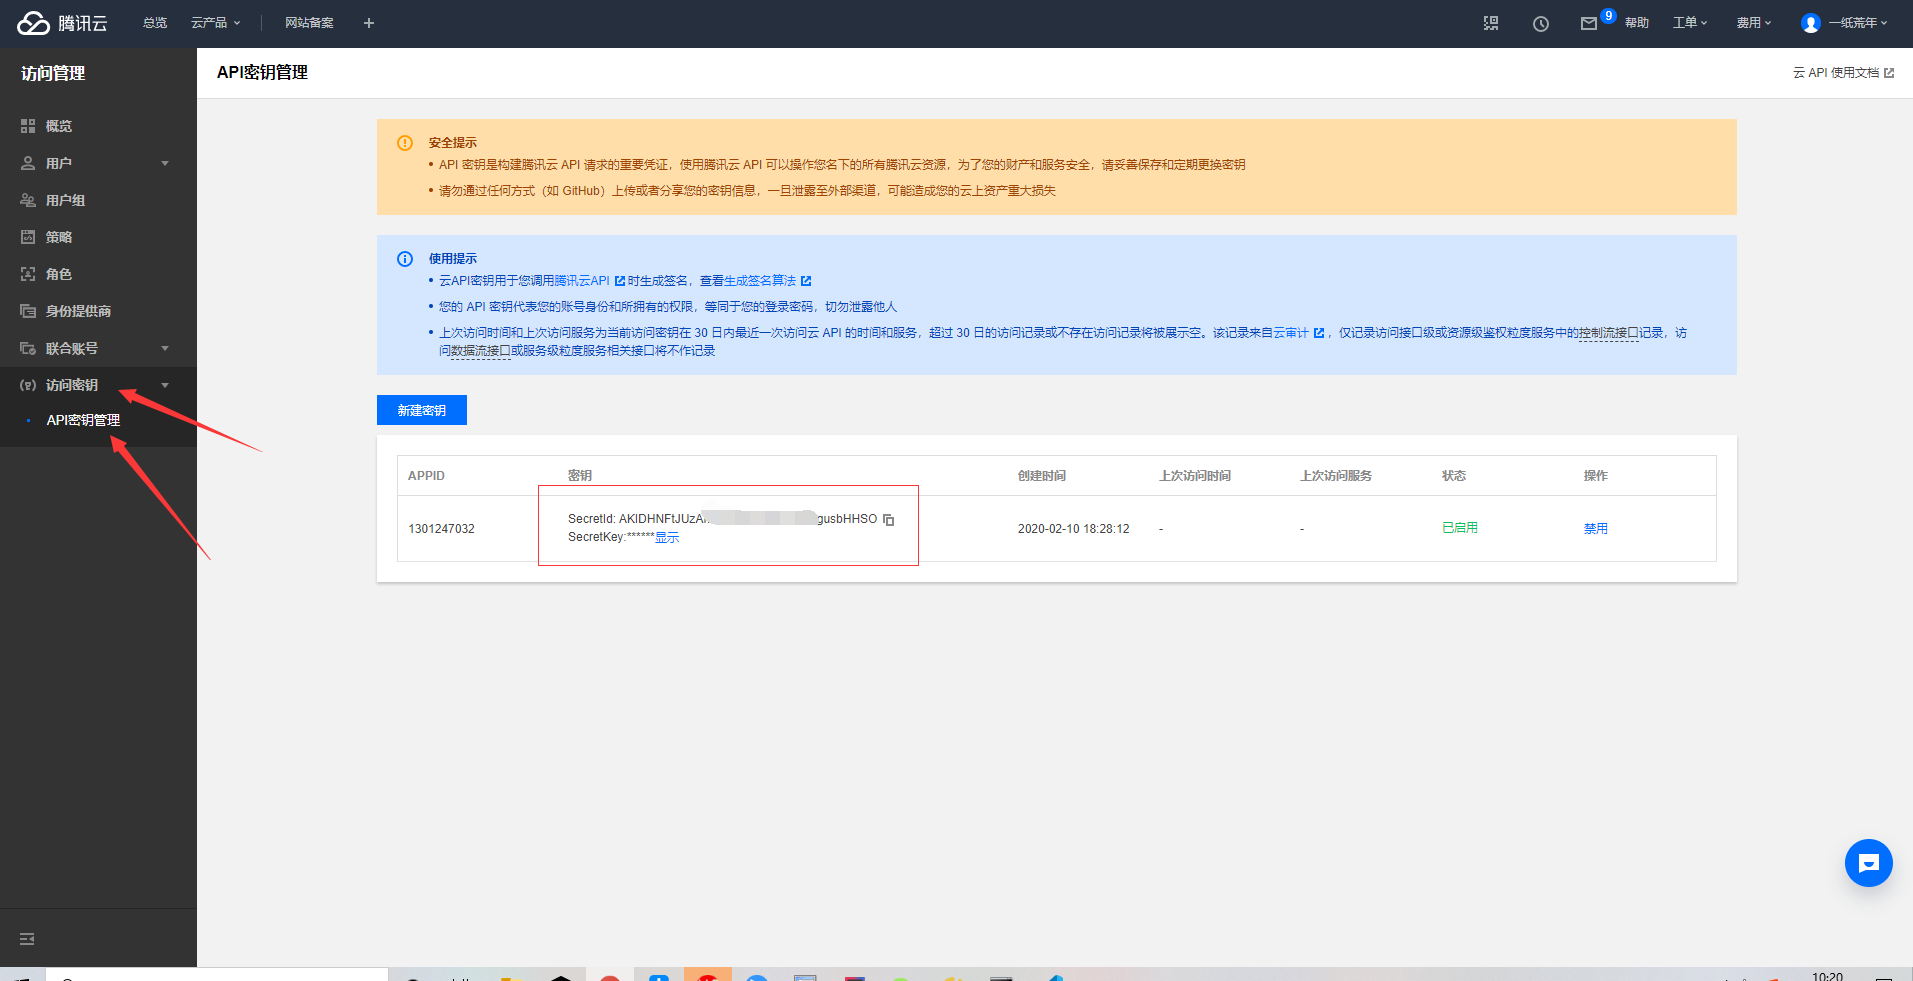 腾讯云 总览 云产品 网站备案 + 9 帮助 工单 费用 一纸荒年
访问管理
概览
用户
用户组
策略
角色
身份提供商
联合账号
访问密钥
API密钥管理
API密钥管理
云 API 使用文档
安全提示
• API 密钥是构建腾讯云 API 请求的重要凭证，使用腾讯云 API 可以操作您名下的所有腾讯云资源，为了您的财产和服务安全，请妥善保存和定期更换密钥
• 请勿通过任何方式（如 GitHub）上传或者分享您的密钥信息，一旦泄露至外部渠道，可能造成您的云上资产重大损失
使用提示
• 云API密钥用于您调用腾讯云API 时生成签名，查看生成签名算法
• 您的 API 密钥代表您的账号身份和所拥有的权限，等同于您的登录密码，切勿泄露他人
• 上次访问时间和上次访问服务为当前访问密钥在 30 日内最近一次访问云 API 的时间和服务，超过 30 日的访问记录或不存在访问记录将被展示空。该记录来自云审计 ，仅记录访问接口级或资源级鉴权粒度服务中的控制流接口记录，访
问数据流接口或服务级粒度服务相关接口将不作记录
新建密钥
APPID 密钥 创建时间 上次访问时间 上次访问服务 状态 操作
1301247032 SecretId: AKIDHNFtJUzA gusbHHSO 2020-02-10 18:28:12 - - 已启用 禁用
SecretKey:******显示
10:20